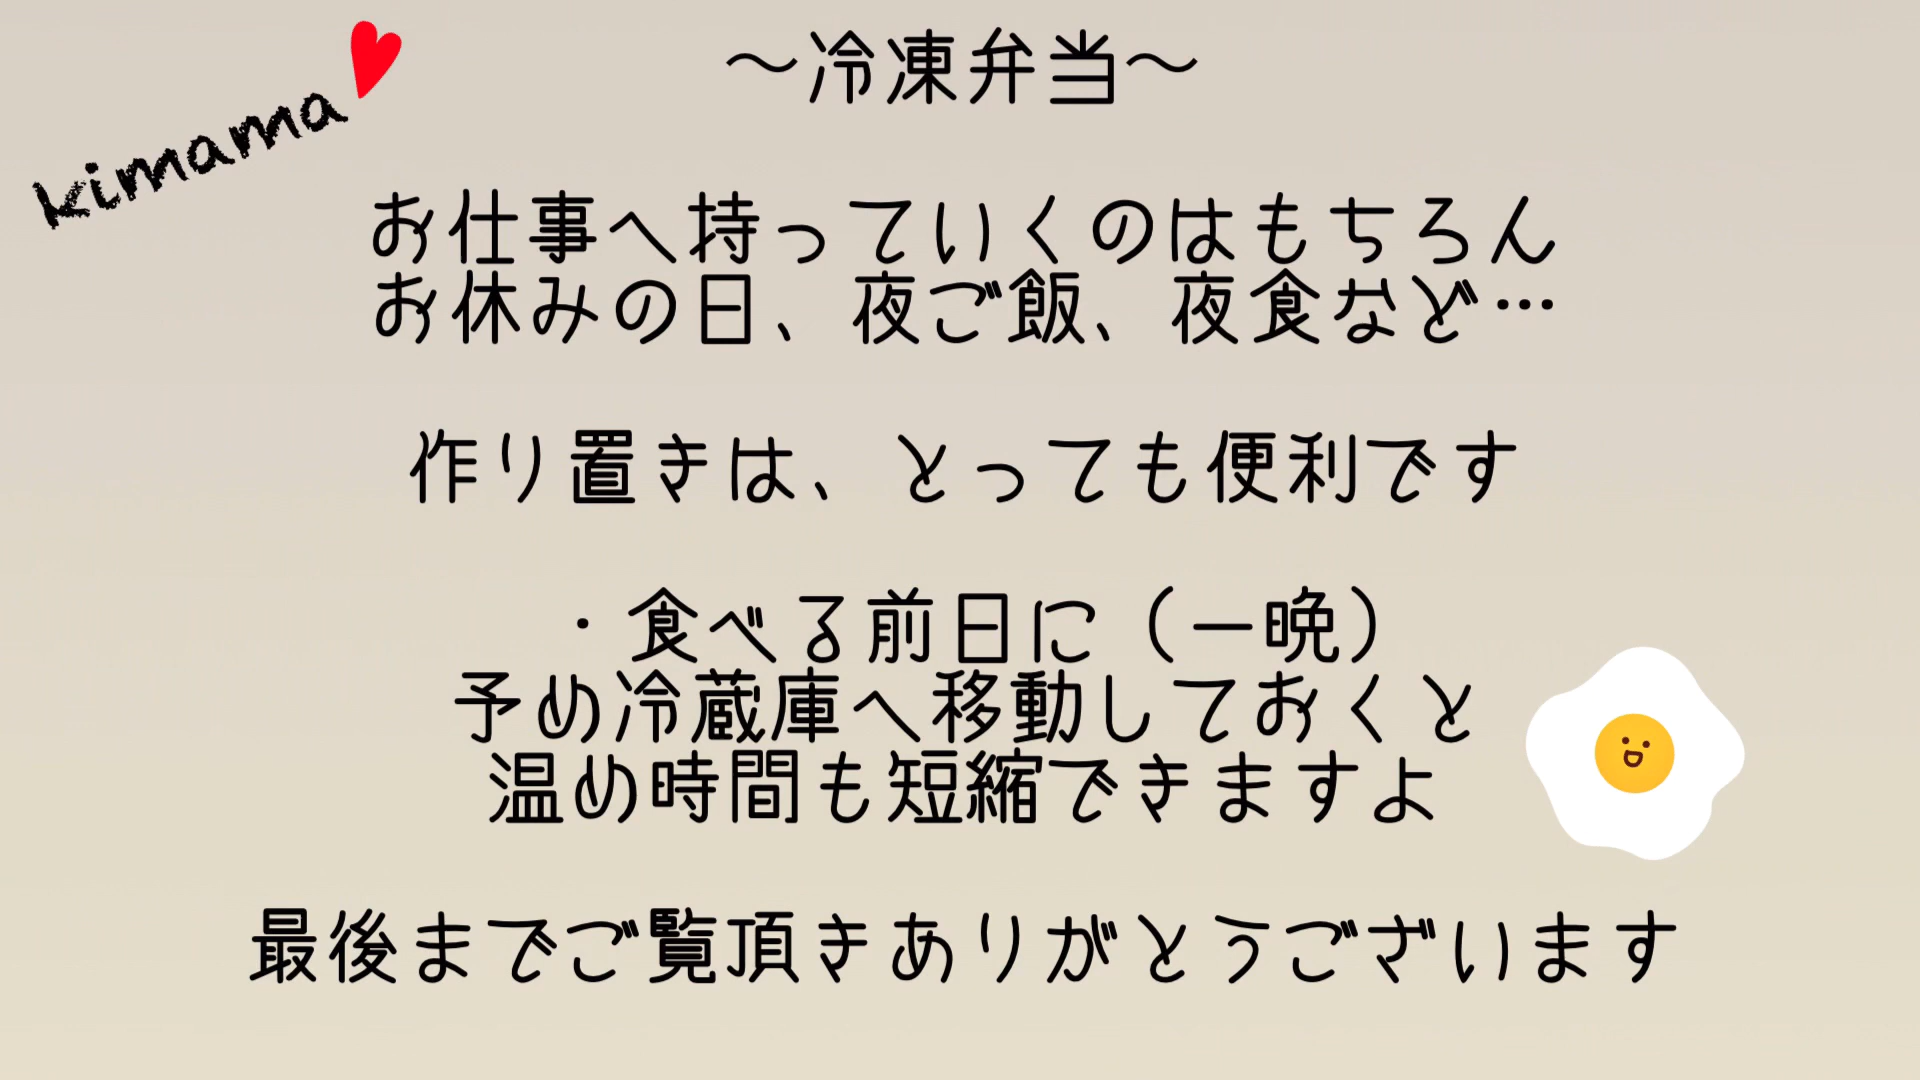 kimama
～冷凍弁当～
お仕事へ持っていくのはもちろん
お休みの日、夜ご飯、夜食など…
作り置きは、とっても便利です
・食べる前日に（一晩）
予め冷蔵庫へ移動しておくと
温め時間も短縮できますよ
最後までご覧頂きありがとうございます